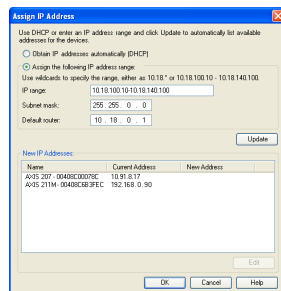 Assign IP Address
Use DHCP or enter an IP address range and click Update to automatically list available
addresses for the devices.
Obtain IP addresses automatically (DHCP)
Assign the following IP address range:
Use wildcards to specify the range, either as 10.18.* or 10.18.100.10 - 10.18.140.100.
IP range: 10.18.100.10-10.18.140.100
Subnet mask: 255 . 255 . 0 . 0
Default router: 10 . 18 . 0 . 1
Update
New IP Addresses:
Name Current Address New Address
AXIS 207 - 00408C00078C 10.91.8.17
AXIS 211M - 00408C6B3FEC 192.168.0.90
Edit
OK Cancel Help